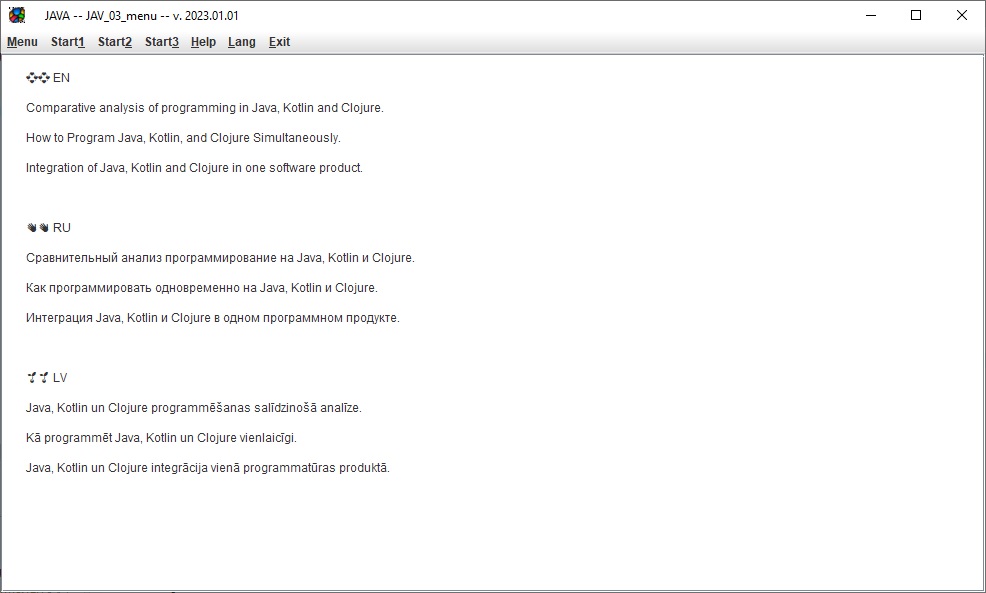 JAVA -- JAV_03_menu -- v. 2023.01.01
Menu Start1 Start2 Start3 Help Lang Exit
EN
Comparative analysis of programming in Java, Kotlin and Clojure.
How to Program Java, Kotlin, and Clojure Simultaneously.
Integration of Java, Kotlin and Clojure in one software product.
RU
Сравнительный анализ программирование на Java, Kotlin и Clojure.
Как программировать одновременно на Java, Kotlin и Clojure.
Интеграция Java, Kotlin и Clojure в одном программном продукте.
LV
Java, Kotlin un Clojure programmēšanas salīdzinošā analīze.
Kā programmēt Java, Kotlin un Clojure vienlaicīgi.
Java, Kotlin un Clojure integrācija vienā programmatūras produktā.